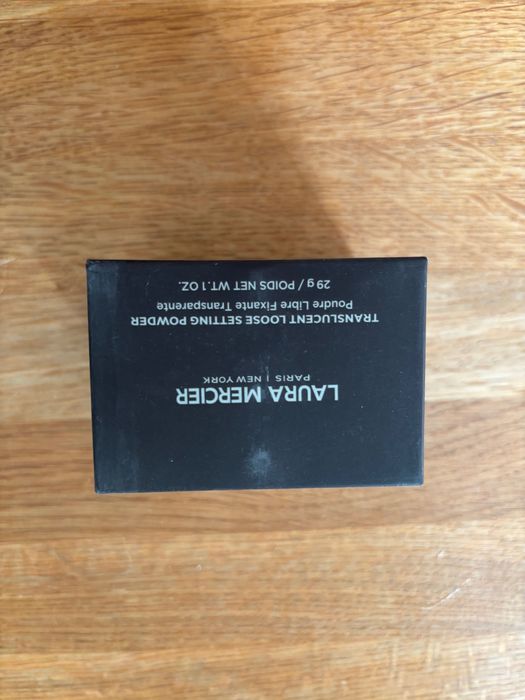 LAURA MERCIER
PARIS | NEW YORK
TRANSLUCENT LOOSE SETTING POWDER
Poudre Libre Fixante Transparente
29 g / POIDS NET WT. 1 OZ.